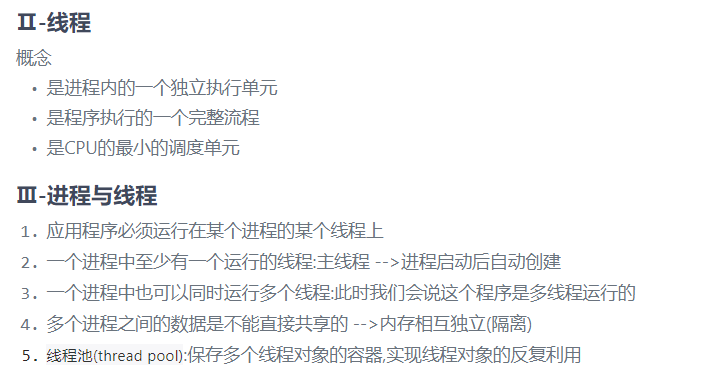 Ⅱ-线程
概念
• 是进程内的一个独立执行单元
• 是程序执行的一个完整流程
• 是CPU的最小的调度单元
Ⅲ-进程与线程
1. 应用程序必须运行在某个进程的某个线程上
2. 一个进程中至少有一个运行的线程:主线程 -->进程启动后自动创建
3. 一个进程中也可以同时运行多个线程:此时我们会说这个程序是多线程运行的
4. 多个进程之间的数据是不能直接共享的 -->内存相互独立(隔离)
5. 线程池(thread pool):保存多个线程对象的容器,实现线程对象的反复利用